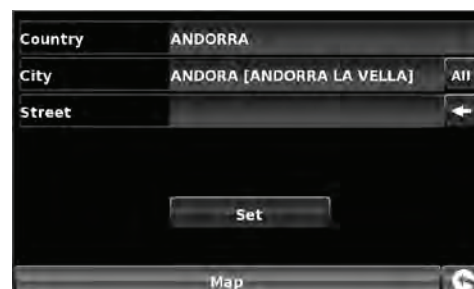 Country ANDORRA
City ANDORA [ANDORRA LA VELLA] All
Street
Set
Map